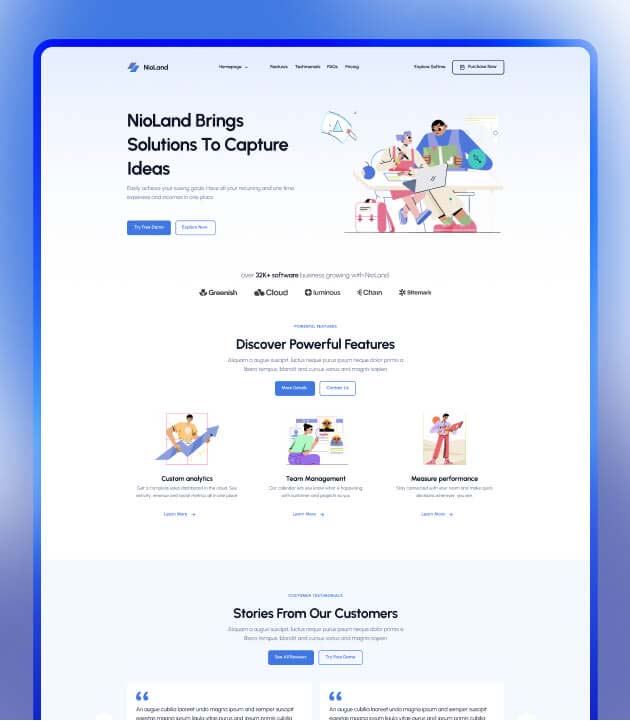 NioLand
Homepage
Features
Testimonials
FAQs
Pricing
Explore Softnio
Purchase Now
NioLand Brings
Solutions To Capture
Ideas
Easily achieve your saving goals. Have all your recurring and one time
expenses and incomes in one place.
Try Free Demo
Explore Now
over 32K+ software business growing with NioLand
Greenish
Cloud
luminous
Chain
Sitemark
POWERFUL FEATURES
Discover Powerful Features
Aliquam a augue suscipit, luctus neque purus ipsum neque dolor primis a
libero tempus, blandit and cursus varius and magnis sapien
More Details
Contact Us
Custom analytics
Get a complete sales dashboard in the cloud. See
activity, revenue and social metrics all in one place.
Learn More
Team Management
Our calendar lets you know what is happening
with customer and projects so you
Learn More
Measure performance
Stay connected with your team and make quick
decisions wherever you are.
Learn More
CUSTOMER TESTIMONIALS
Stories From Our Customers
Aliquam a augue suscipit, luctus neque purus ipsum neque dolor primis a
libero tempus, blandit and cursus varius and magnis sapien
See All Reviews
Try Free Demo
An augue cubilia laoreet undo magna ipsum and semper suscipit
egestas magna ipsum ligula vitae purus and ipsum primis cubilia
An augue cubilia laoreet undo magna ipsum and semper suscipit
egestas magna ipsum ligula vitae purus and ipsum primis cubilia